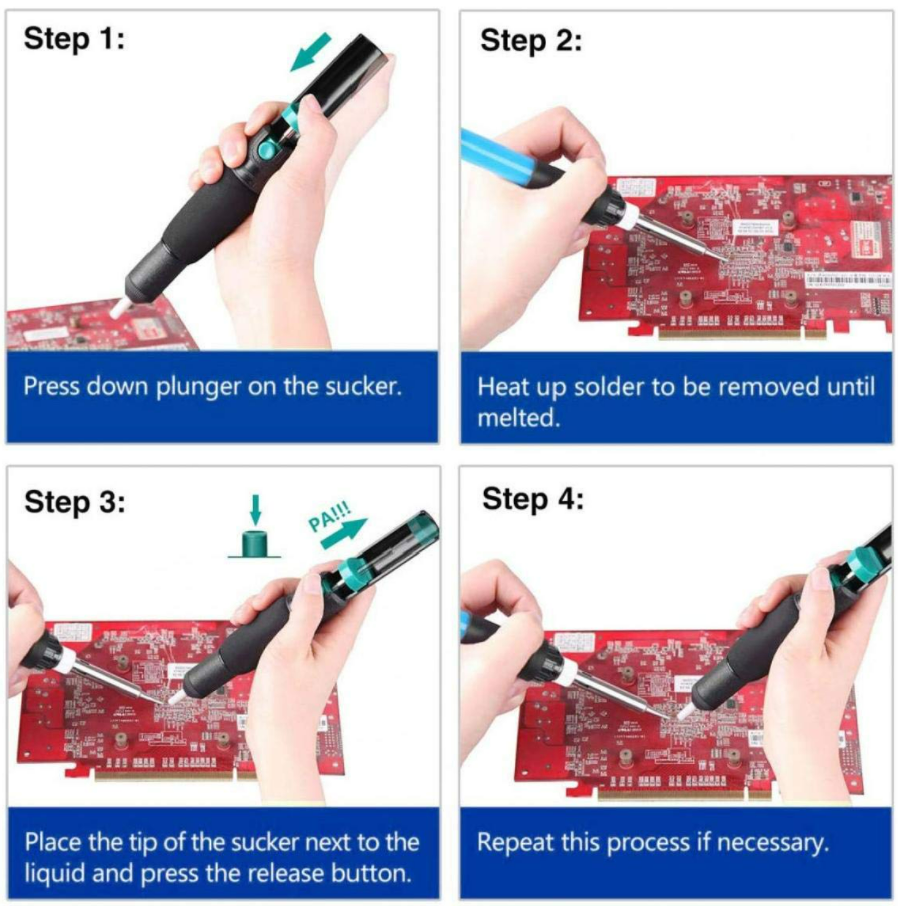 Step 1:
Press down plunger on the sucker.
Step 2:
Heat up solder to be removed until
melted.
Step 3:
PA!!!
Place the tip of the sucker next to the
liquid and press the release button.
Step 4:
Repeat this process if necessary.